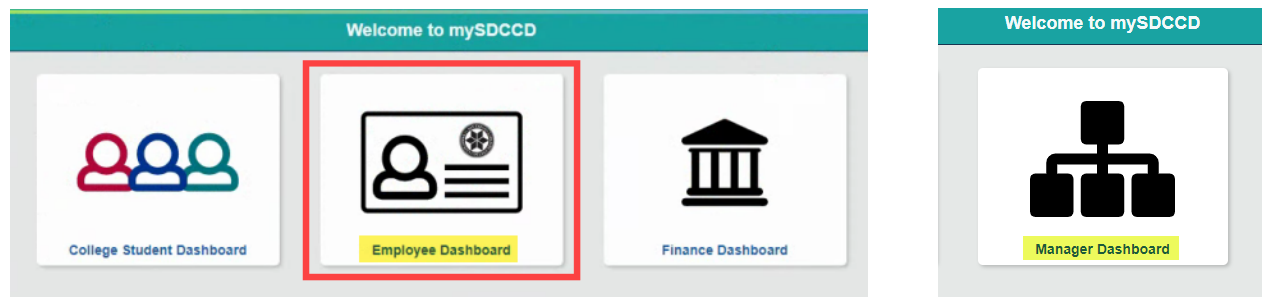 Welcome to mySDCCD
College Student Dashboard
Employee Dashboard
Finance Dashboard
Welcome to mySDCCD
Manager Dashboard